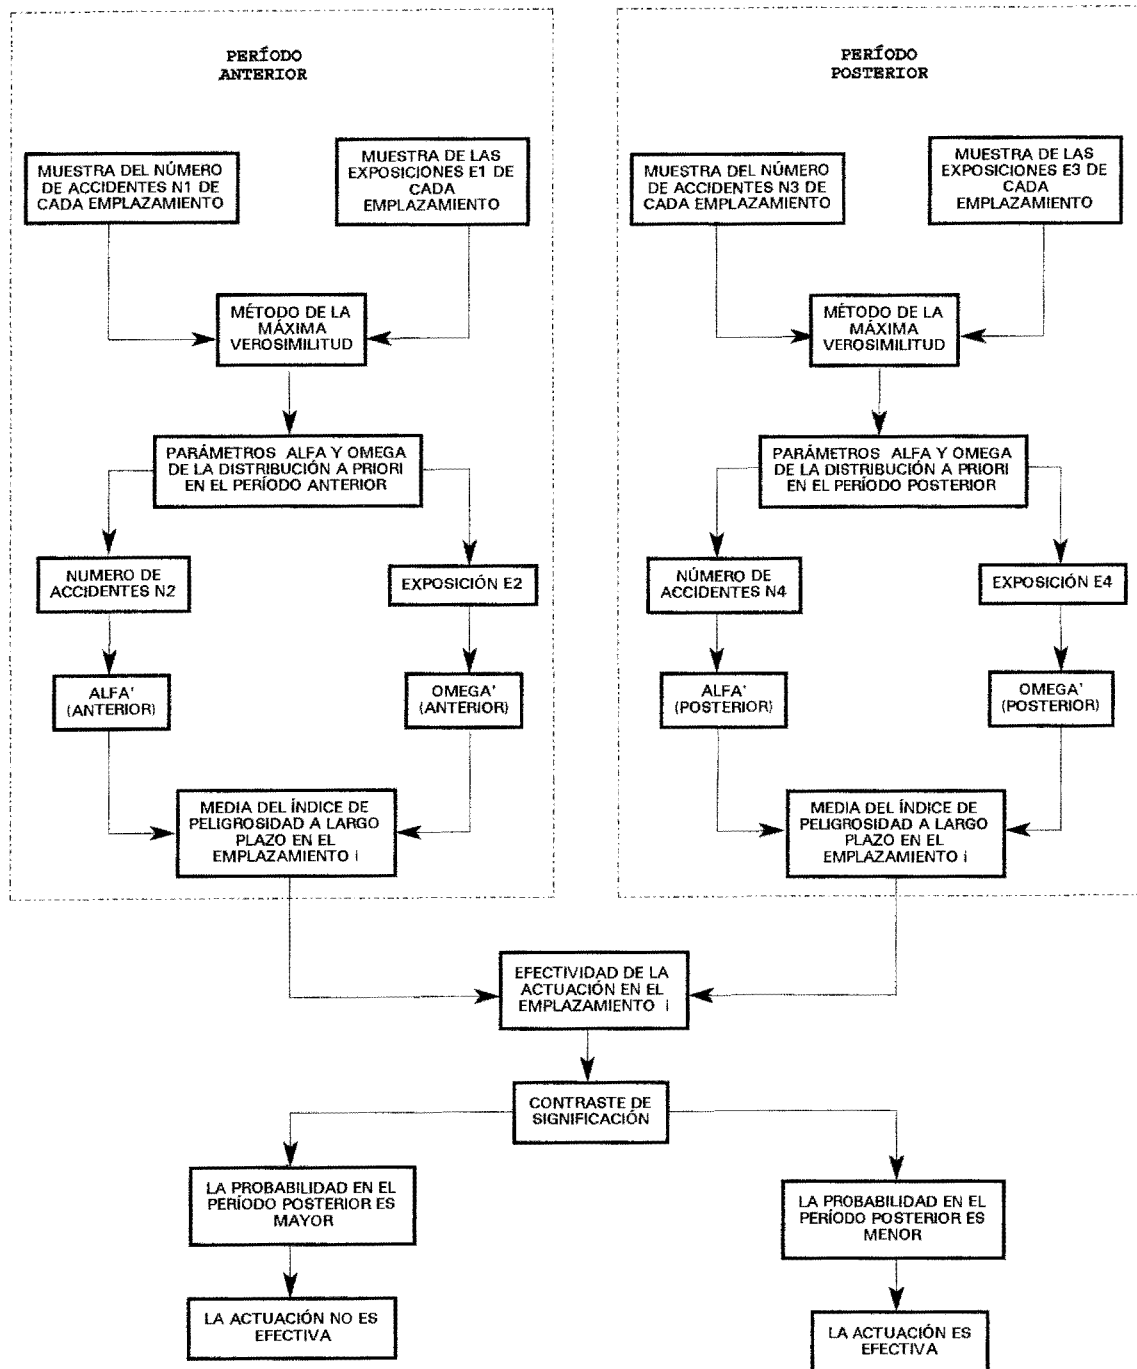 PERÍODO
ANTERIOR
MUESTRA DEL NÚMERO
DE ACCIDENTES N1 DE
CADA EMPLAZAMIENTO
MUESTRA DE LAS
EXPOSICIONES E1 DE
CADA
EMPLAZAMIENTO
MÉTODO DE LA
MÁXIMA
VEROSIMILITUD
PARÁMETROS ALFA Y OMEGA
DE LA DISTRIBUCIÓN A PRIORI
EN EL PERÍODO ANTERIOR
NUMERO DE
ACCIDENTES N2
EXPOSICIÓN E2
ALFA'
(ANTERIOR)
OMEGA'
(ANTERIOR)
MEDIA DEL ÍNDICE DE
PELIGROSIDAD A LARGO
PLAZO EN EL
EMPLAZAMIENTO i
PERÍODO
POSTERIOR
MUESTRA DEL NÚMERO
DE ACCIDENTES N3 DE
CADA EMPLAZAMIENTO
MUESTRA DE LAS
EXPOSICIONES E3 DE
CADA
EMPLAZAMIENTO
MÉTODO DE LA
MÁXIMA
VEROSIMILITUD
PARÁMETROS ALFA Y OMEGA
DE LA DISTRIBUCIÓN A PRIORI
EN EL PERÍODO POSTERIOR
NÚMERO DE
ACCIDENTES N4
EXPOSICIÓN E4
ALFA'
(POSTERIOR)
OMEGA'
(POSTERIOR)
MEDIA DEL ÍNDICE DE
PELIGROSIDAD A LARGO
PLAZO EN EL
EMPLAZAMIENTO i
EFECTIVIDAD DE LA
ACTUACIÓN EN EL
EMPLAZAMIENTO i
CONTRASTE DE
SIGNIFICACIÓN
LA PROBABILIDAD EN EL
PERÍODO POSTERIOR ES
MAYOR
LA ACTUACIÓN NO ES
EFECTIVA
LA PROBABILIDAD EN EL
PERÍODO POSTERIOR ES
MENOR
LA ACTUACIÓN ES
EFECTIVA